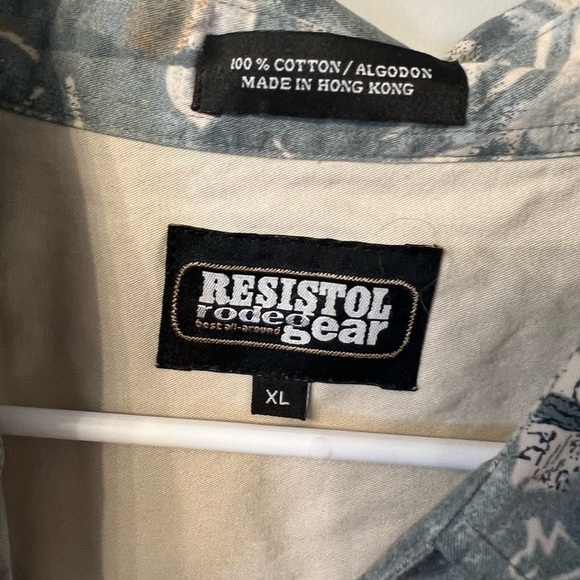 100 % COTTON / ALGODON
MADE IN HONG KONG
RESISTOL
rodeo
best all-around gear
XL